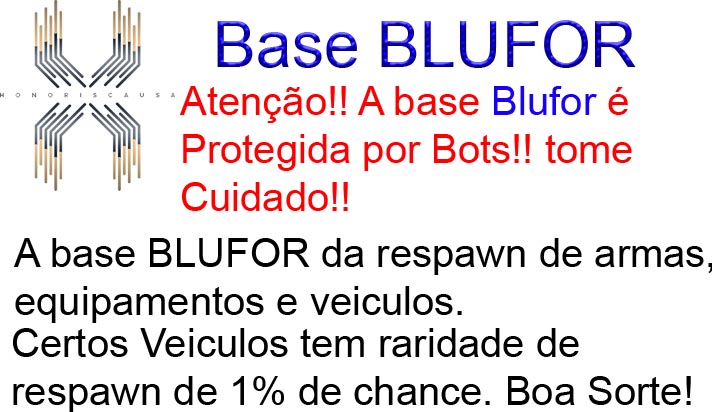 Base BLUFOR
HONORISCAUSA
Atenção!! A base Blufor é
Protegida por Bots!! tome
Cuidado!!
A base BLUFOR da respawn de armas,
equipamentos e veiculos.
Certos Veiculos tem raridade de
respawn de 1% de chance. Boa Sorte!